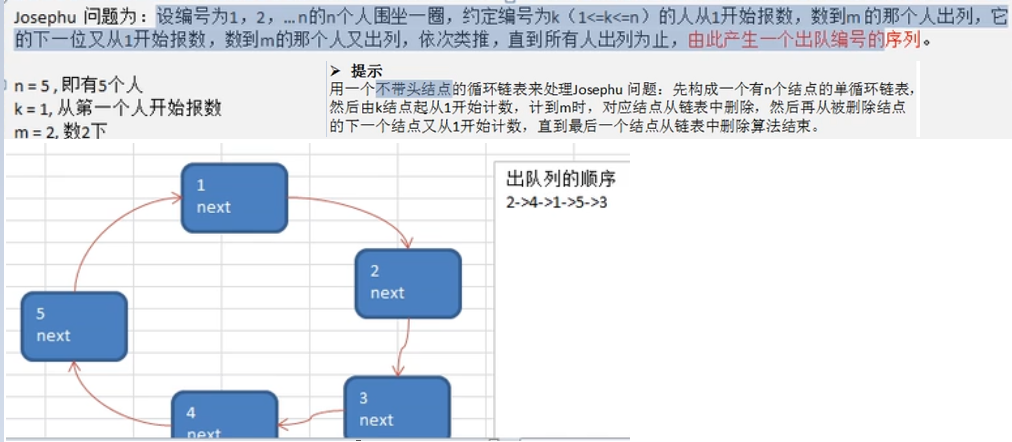 Josephu 问题为:设编号为1,2,…n的n个人围坐一圈,约定编号为k(1<=k<=n)的人从1开始报数,数到m 的那个人出列,它
的下一位又从1开始报数,数到m的那个人又出列,依次类推,直到所有人出列为止,由此产生一个出队编号的序列。
n = 5 , 即有5个人
k = 1, 从第一个人开始报数
m = 2, 数2下
➢ 提示
用一个不带头结点的循环链表来处理Josephu 问题:先构成一个有n个结点的单循环链表,
然后由k结点起从1开始计数,计到m时,对应结点从链表中删除,然后再从被删除结点
的下一个结点又从1开始计数,直到最后一个结点从链表中删除算法结束。
出队列的顺序
2->4->1->5->3
1
next
2
next
5
next
3
next
4
next